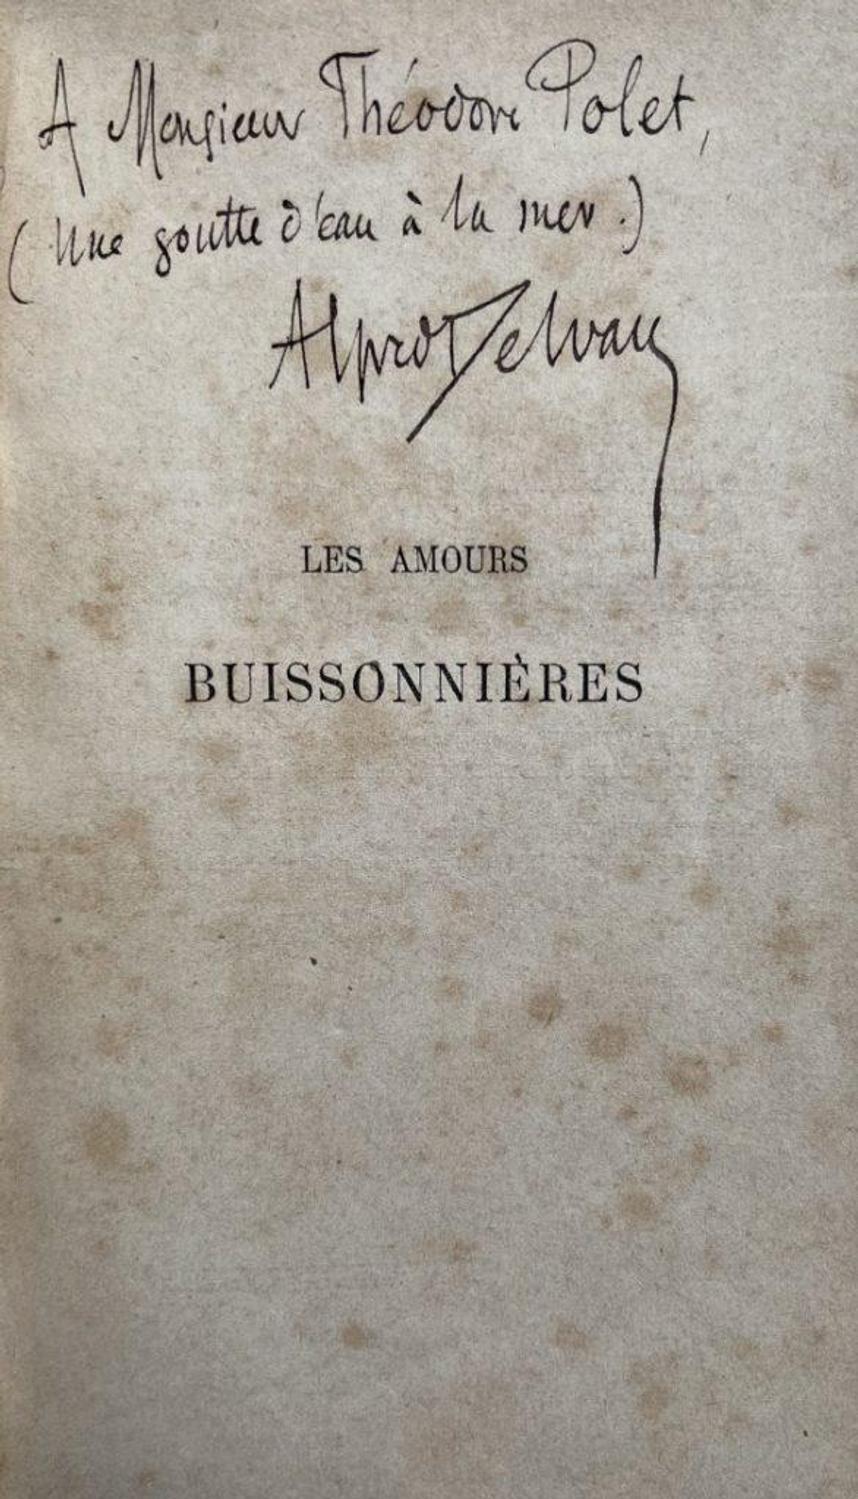 A Monsieur Théodore Polet,
(Une goutte d'eau à la mer.)
Alfred Delvau
LES AMOURS
BUISSONNIÈRES